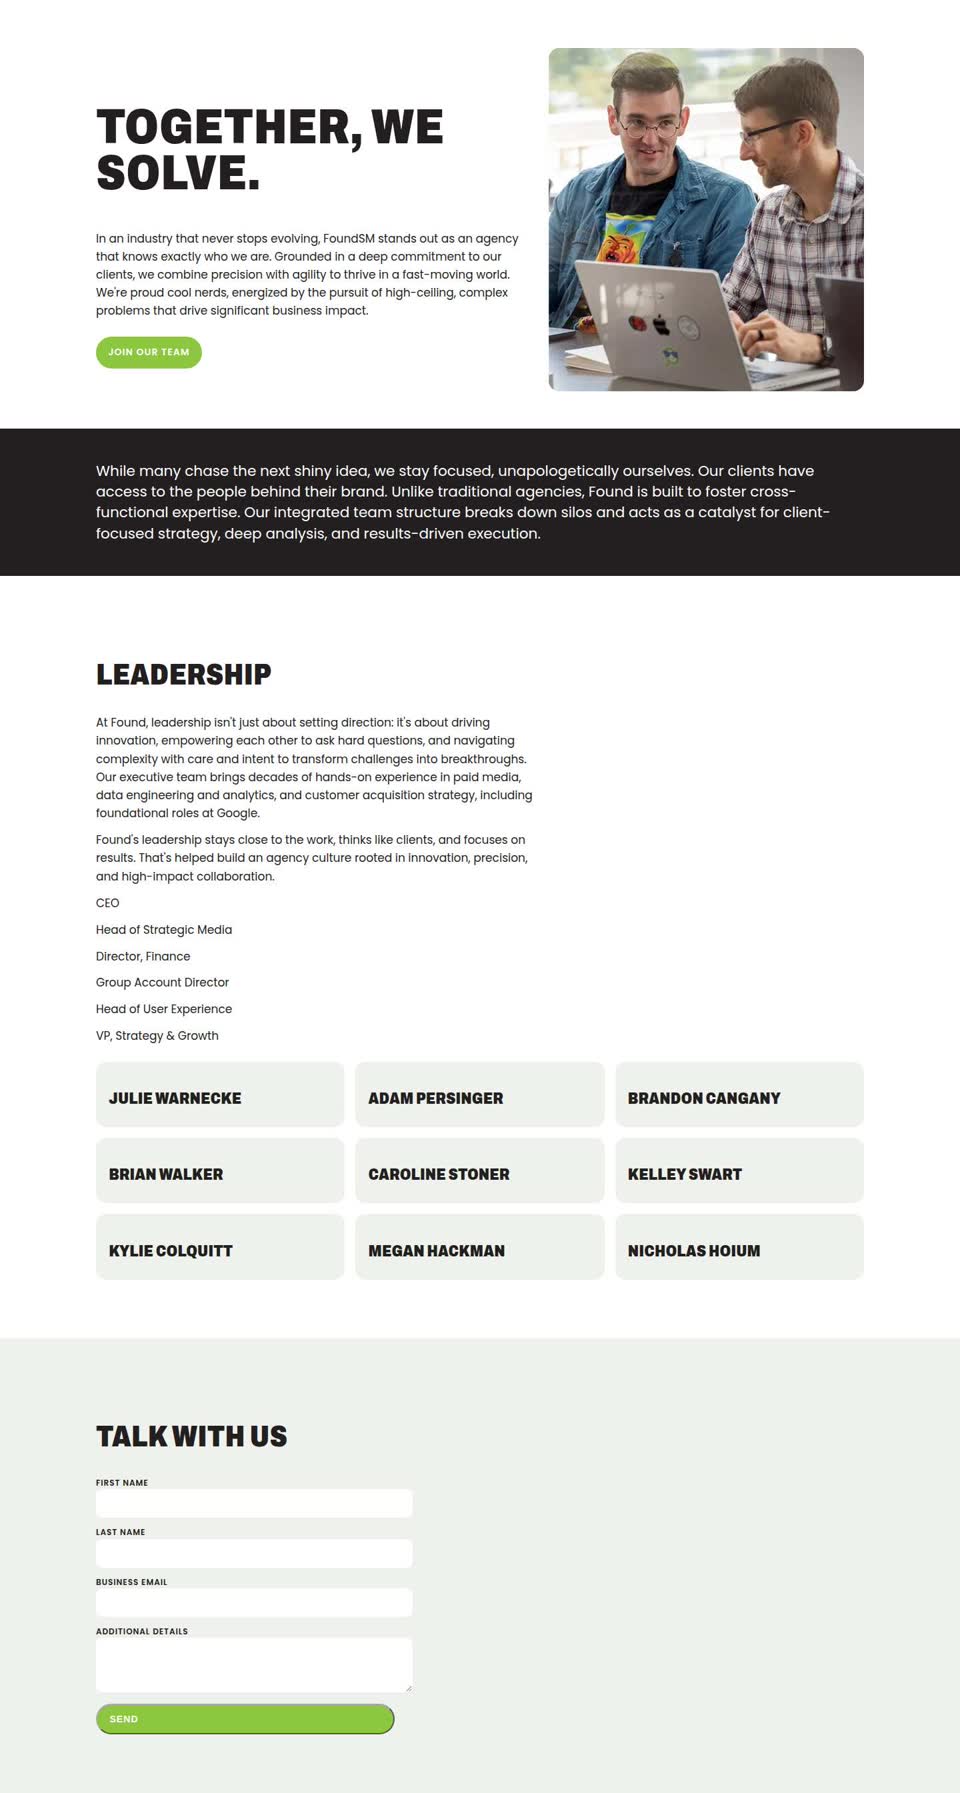 TOGETHER, WE
SOLVE.
In an industry that never stops evolving, FoundSM stands out as an agency
that knows exactly who we are. Grounded in a deep commitment to our
clients, we combine precision with agility to thrive in a fast-moving world.
We're proud cool nerds, energized by the pursuit of high-ceiling, complex
problems that drive significant business impact.
JOIN OUR TEAM
While many chase the next shiny idea, we stay focused, unapologetically ourselves. Our clients have
access to the people behind their brand. Unlike traditional agencies, Found is built to foster cross-
functional expertise. Our integrated team structure breaks down silos and acts as a catalyst for client-
focused strategy, deep analysis, and results-driven execution.
LEADERSHIP
At Found, leadership isn't just about setting direction: it's about driving
innovation, empowering each other to ask hard questions, and navigating
complexity with care and intent to transform challenges into breakthroughs.
Our executive team brings decades of hands-on experience in paid media,
data engineering and analytics, and customer acquisition strategy, including
foundational roles at Google.
Found's leadership stays close to the work, thinks like clients, and focuses on
results. That's helped build an agency culture rooted in innovation, precision,
and high-impact collaboration.
CEO
Head of Strategic Media
Director, Finance
Group Account Director
Head of User Experience
VP, Strategy & Growth
JULIE WARNECKE
ADAM PERSINGER
BRANDON CANGANY
BRIAN WALKER
CAROLINE STONER
KELLEY SWART
KYLIE COLQUITT
MEGAN HACKMAN
NICHOLAS HOIUM
TALK WITH US
FIRST NAME
LAST NAME
BUSINESS EMAIL
ADDITIONAL DETAILS
SEND